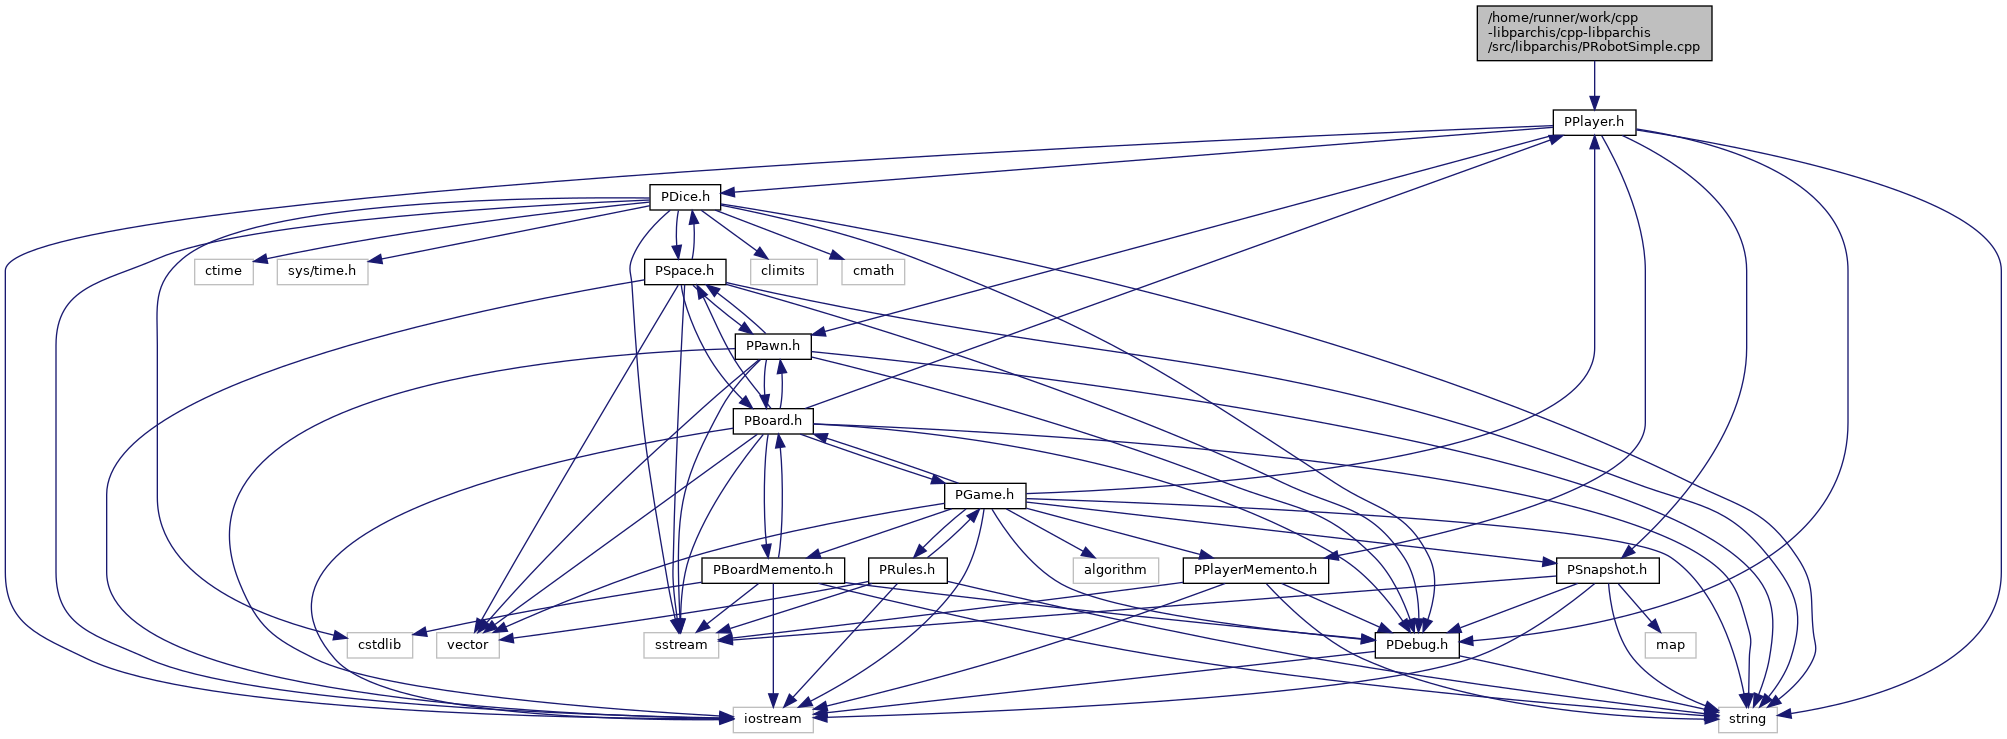 /home/runner/work/cpp
-libparchis/cpp-libparchis
/src/libparchis/PRobotSimple.cpp
PPlayer.h
PDice.h
ctime
sys/time.h
PSpace.h
climits
cmath
PPawn.h
PBoard.h
PGame.h
PBoardMemento.h
PRules.h
algorithm
PPlayerMemento.h
PSnapshot.h
cstdlib
vector
sstream
PDebug.h
map
iostream
string